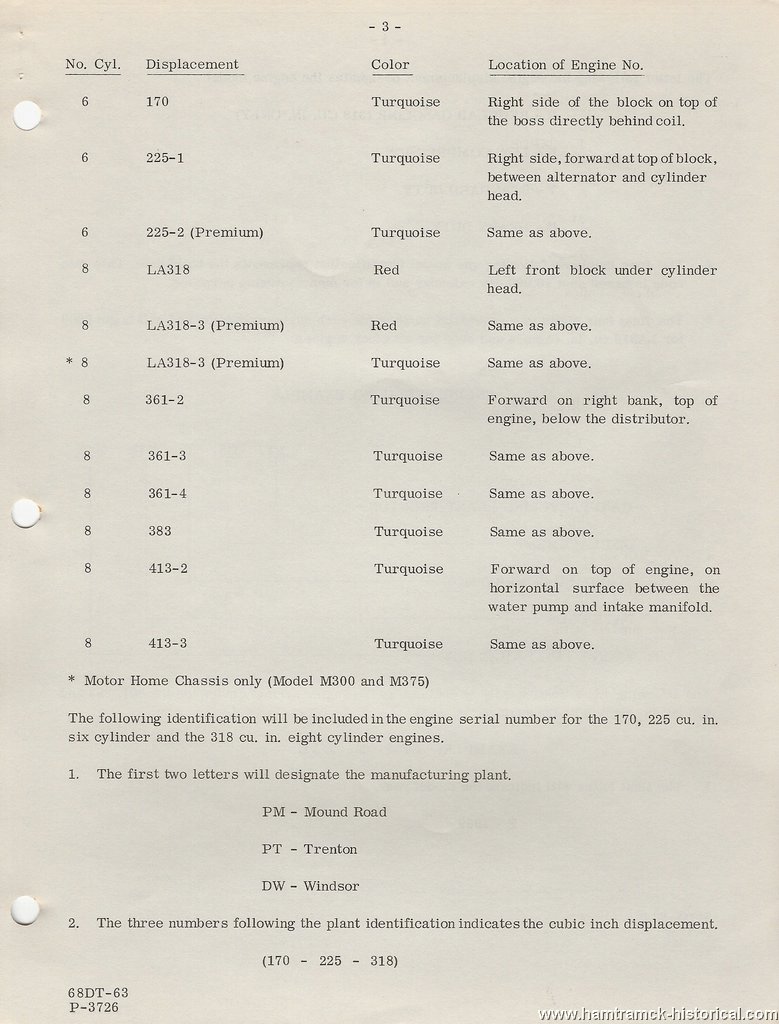 - 3 -
No. Cyl. Displacement Color Location of Engine No.
6 170 Turquoise Right side of the block on top of
the boss directly behind coil.
6 225-1 Turquoise Right side, forward at top of block,
between alternator and cylinder
head.
6 225-2 (Premium) Turquoise Same as above.
8 LA318 Red Left front block under cylinder
head.
8 LA318-3 (Premium) Red Same as above.
* 8 LA318-3 (Premium) Turquoise Same as above.
8 361-2 Turquoise Forward on right bank, top of
engine, below the distributor.
8 361-3 Turquoise Same as above.
8 361-4 Turquoise Same as above.
8 383 Turquoise Same as above.
8 413-2 Turquoise Forward on top of engine, on
horizontal surface between the
water pump and intake manifold.
8 413-3 Turquoise Same as above.
* Motor Home Chassis only (Model M300 and M375)
The following identification will be included in the engine serial number for the 170, 225 cu. in.
six cylinder and the 318 cu. in. eight cylinder engines.
1. The first two letters will designate the manufacturing plant.
PM - Mound Road
PT - Trenton
DW - Windsor
2. The three numbers following the plant identification indicates the cubic inch displacement.
(170 - 225 - 318)
68DT-63
P-3726
www.hamtramck-historical.com